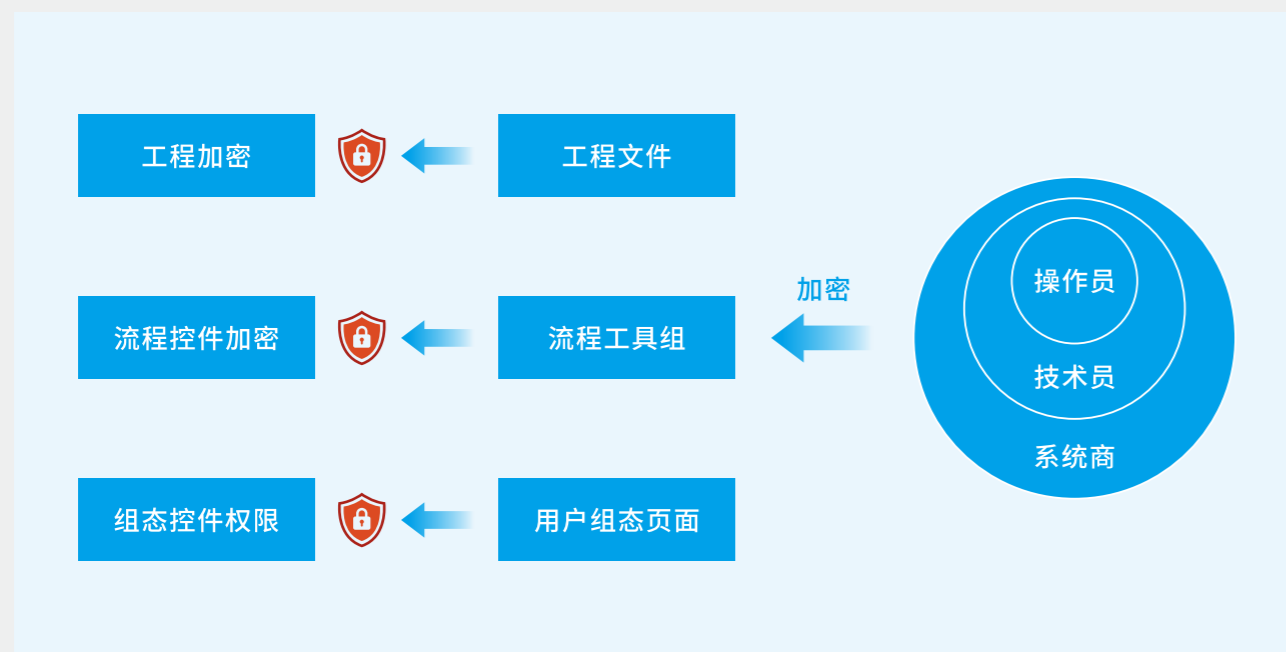 工程加密
工程文件
流程控件加密
流程工具组
组态控件权限
用户组态页面
加密
操作员
技术员
系统商